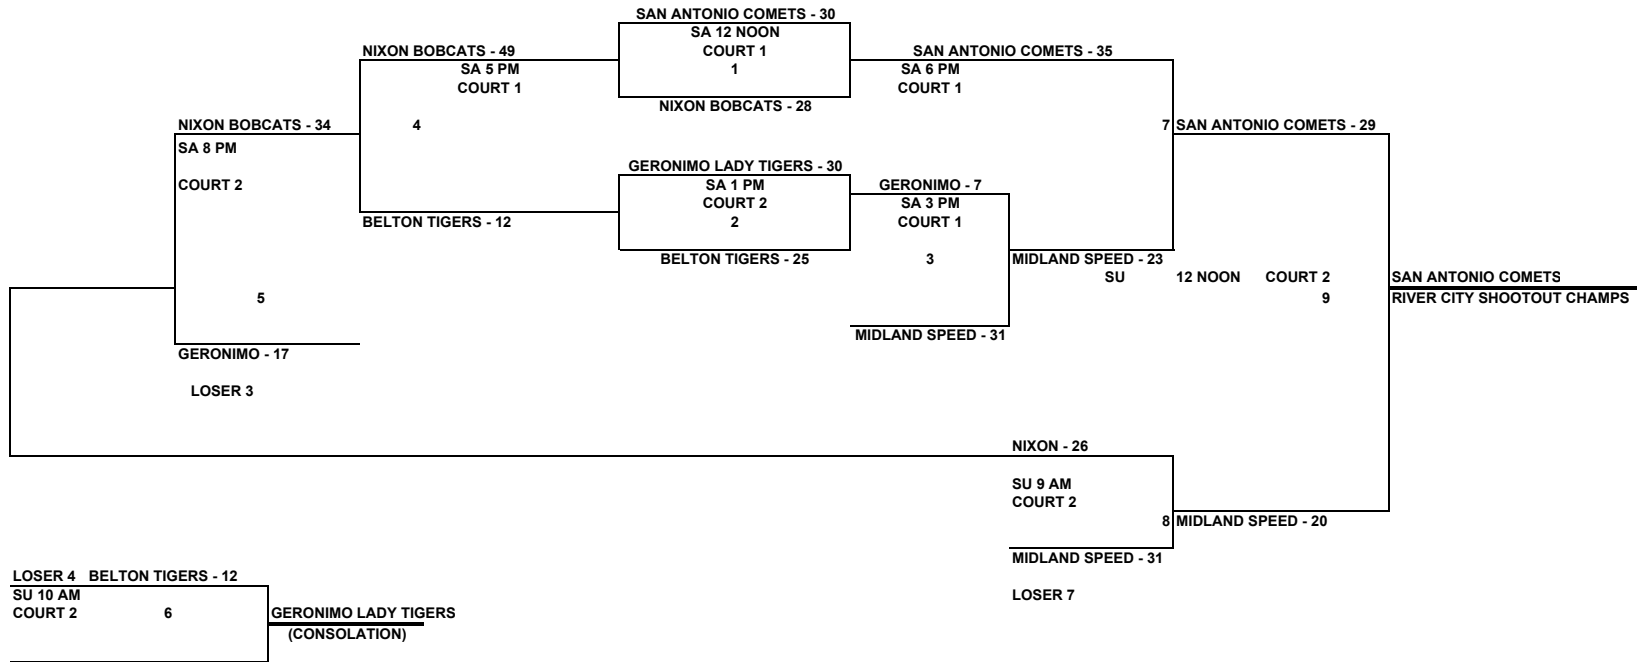 SAN ANTONIO COMETS - 30
SA 12 NOON
NIXON BOBCATS - 49
COURT 1
SAN ANTONIO COMETS - 35
SA 5 PM
1
SA 6 PM
COURT 1
COURT 1
NIXON BOBCATS - 28
NIXON BOBCATS - 34
4
7 SAN ANTONIO COMETS - 29
SA 8 PM
GERONIMO LADY TIGERS - 30
COURT 2
SA 1 PM
GERONIMO - 7
COURT 2
SA 3 PM
BELTON TIGERS - 12
2
COURT 1
BELTON TIGERS - 25
3
MIDLAND SPEED - 23
SU 12 NOON COURT 2
SAN ANTONIO COMETS
5
9
RIVER CITY SHOOTOUT CHAMPS
MIDLAND SPEED - 31
GERONIMO - 17
LOSER 3
NIXON - 26
SU 9 AM
COURT 2
8 MIDLAND SPEED - 20
MIDLAND SPEED - 31
LOSER 4 BELTON TIGERS - 12
SU 10 AM
LOSER 7
COURT 2 6
GERONIMO LADY TIGERS
(CONSOLATION)